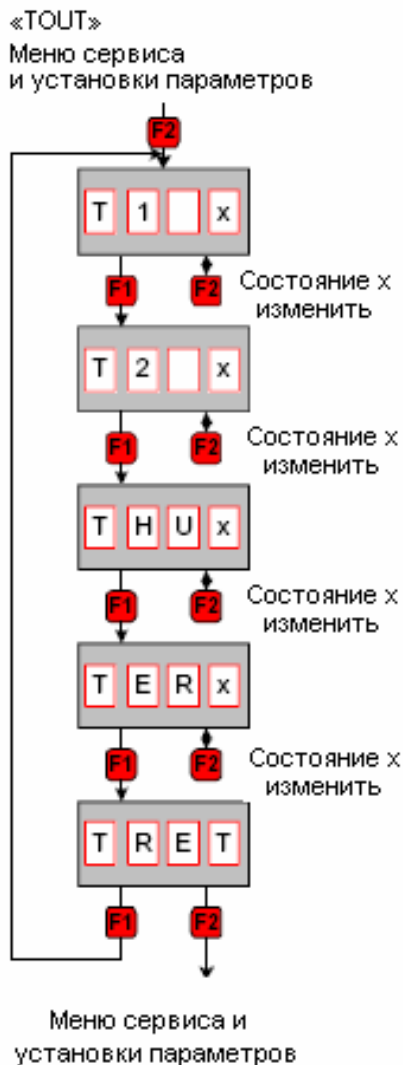 «TOUT»
Меню сервиса
и установки параметров
F2
T 1 x
F1 F2 Состояние x
изменить
T 2 x
F1 F2 Состояние x
изменить
T H U x
F1 F2 Состояние x
изменить
T E R x
F1 F2 Состояние x
изменить
T R E T
F1 F2
Меню сервиса и
установки параметров